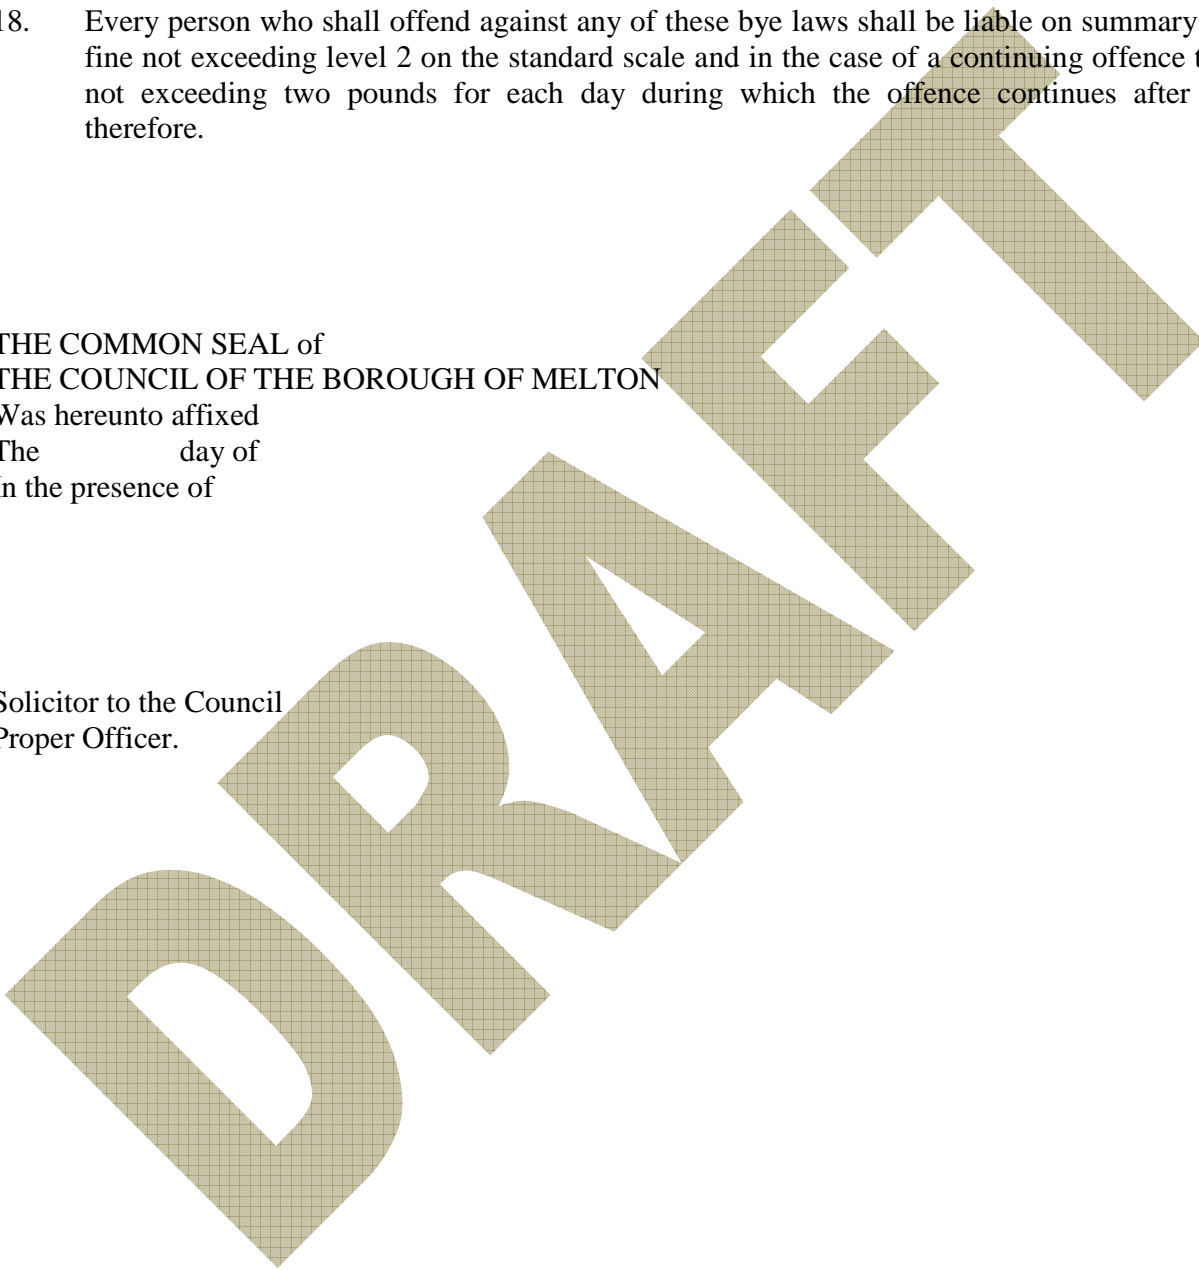 18. Every person who shall offend against any of these bye laws shall be liable on summary
fine not exceeding level 2 on the standard scale and in the case of a continuing offence
not exceeding two pounds for each day during which the offence continues after
therefore.
THE COMMON SEAL of
THE COUNCIL OF THE BOROUGH OF MELTON
Was hereunto affixed
The day of
In the presence of
Solicitor to the Council
Proper Officer.
DRAFT